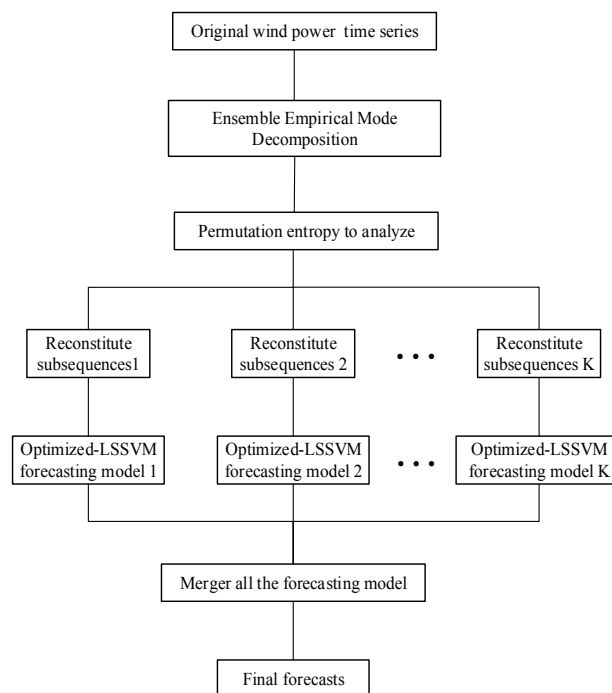 Original wind power time series
Ensemble Empirical Mode
Decomposition
Permutation entropy to analyze
Reconstitute
subsequences1
Reconstitute
subsequences 2
• • •
Reconstitute
subsequences K
Optimized-LSSVM
forecasting model 1
Optimized-LSSVM
forecasting model 2
• • •
Optimized-LSSVM
forecasting model K
Merger all the forecasting model
Final forecasts